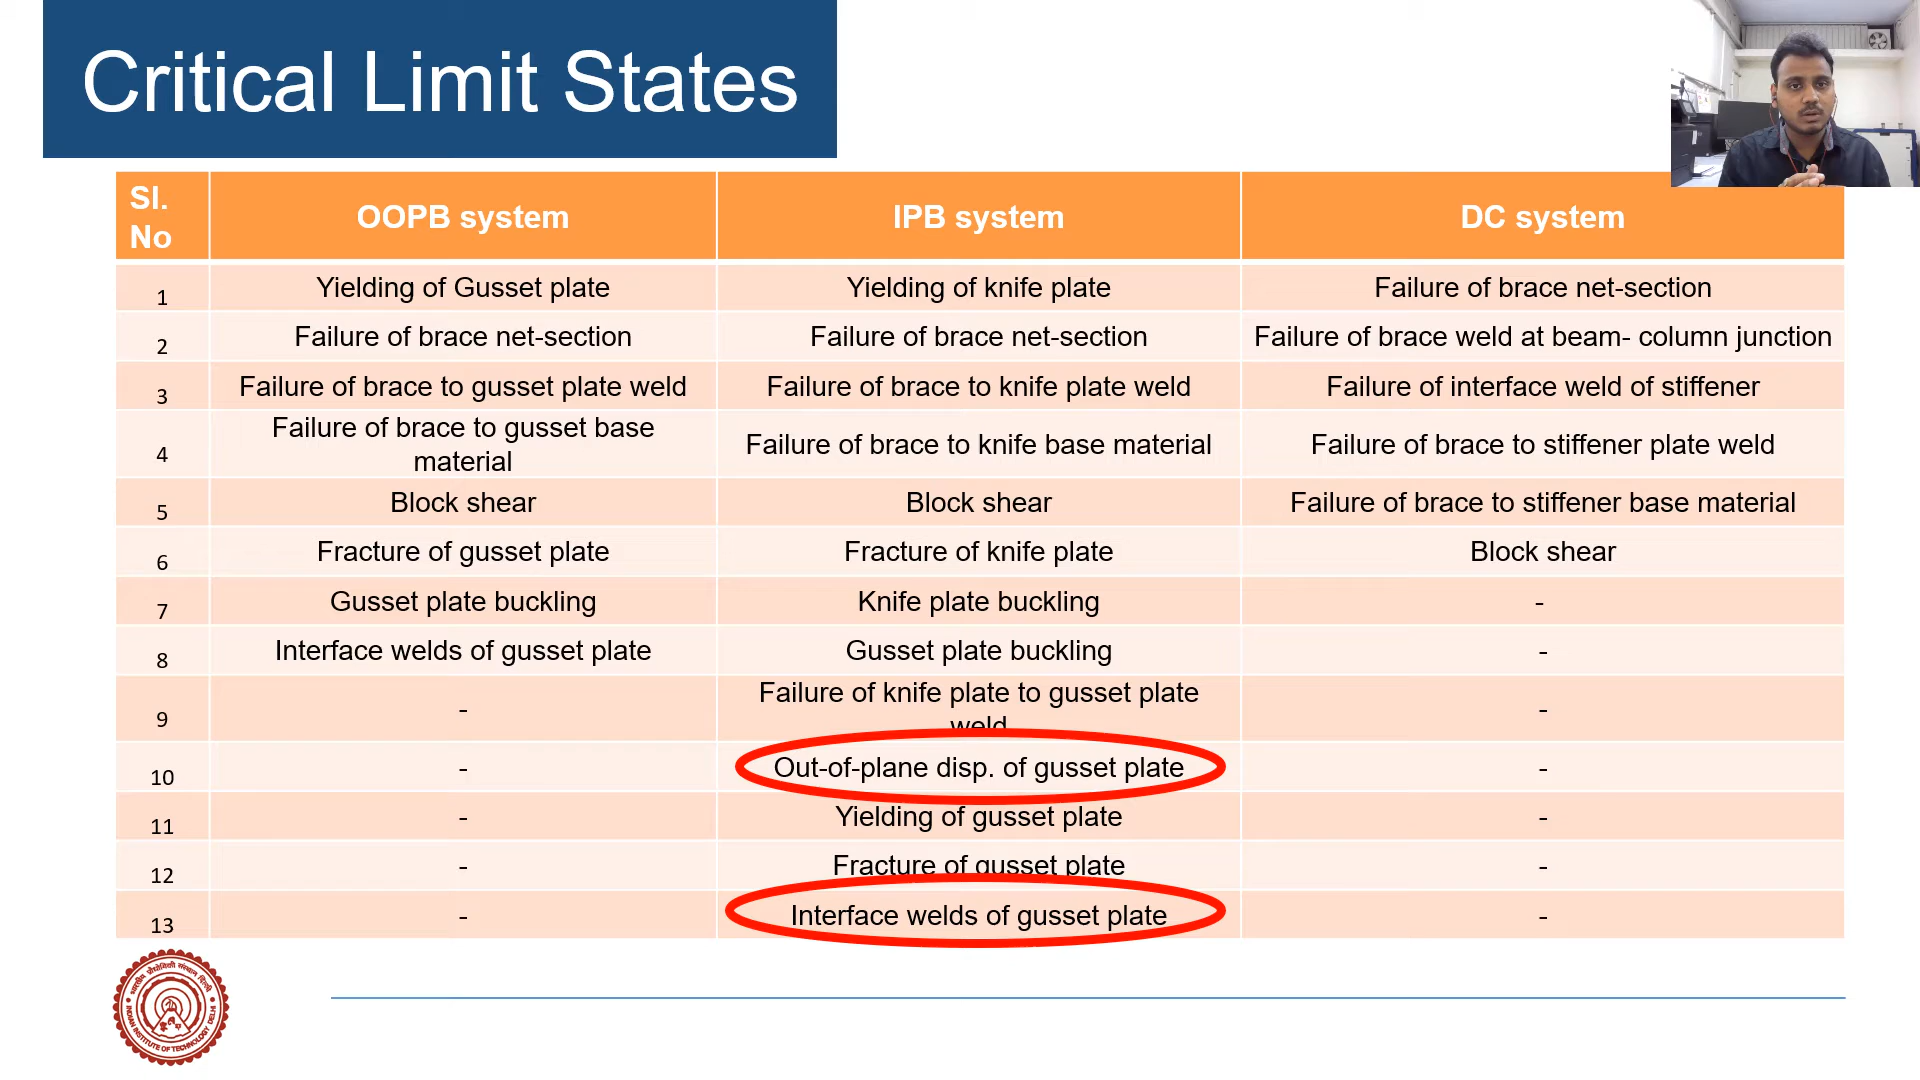 Critical Limit States
Sl.
No
OOPB system
IPB system
DC system
1
Yielding of Gusset plate
Yielding of knife plate
Failure of brace net-section
2
Failure of brace net-section
Failure of brace net-section
Failure of brace weld at beam- column junction
3
Failure of brace to gusset plate weld
Failure of brace to knife plate weld
Failure of interface weld of stiffener
4
Failure of brace to gusset base
material
Failure of brace to knife base material
Failure of brace to stiffener plate weld
5
Block shear
Block shear
Failure of brace to stiffener base material
6
Fracture of gusset plate
Fracture of knife plate
Block shear
7
Gusset plate buckling
Knife plate buckling
-
8
Interface welds of gusset plate
Gusset plate buckling
-
9
-
Failure of knife plate to gusset plate
weld
-
10
-
Out-of-plane disp. of gusset plate
-
11
-
Yielding of gusset plate
-
12
-
Fracture of gusset plate
-
13
-
Interface welds of gusset plate
-
भारतीय प्रौद्योगिकी संस्थान दिल्ली
INDIAN INSTITUTE OF TECHNOLOGY DELHI